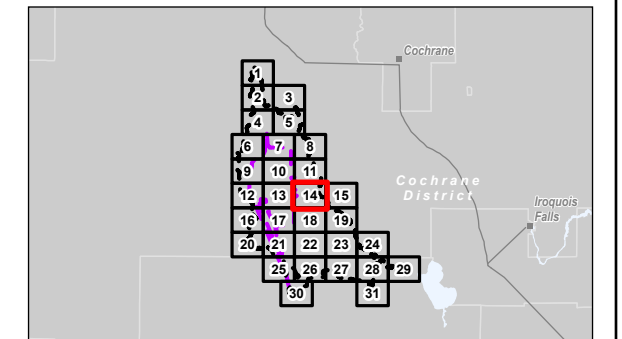 Cochrane
1
2 3
4 5
6 7 8
9 10 11
Cochrane
District
12 13 14 15
Iroquois
Falls
16 17 18 19
20 21 22 23 24
25 26 27 28 29
30 31